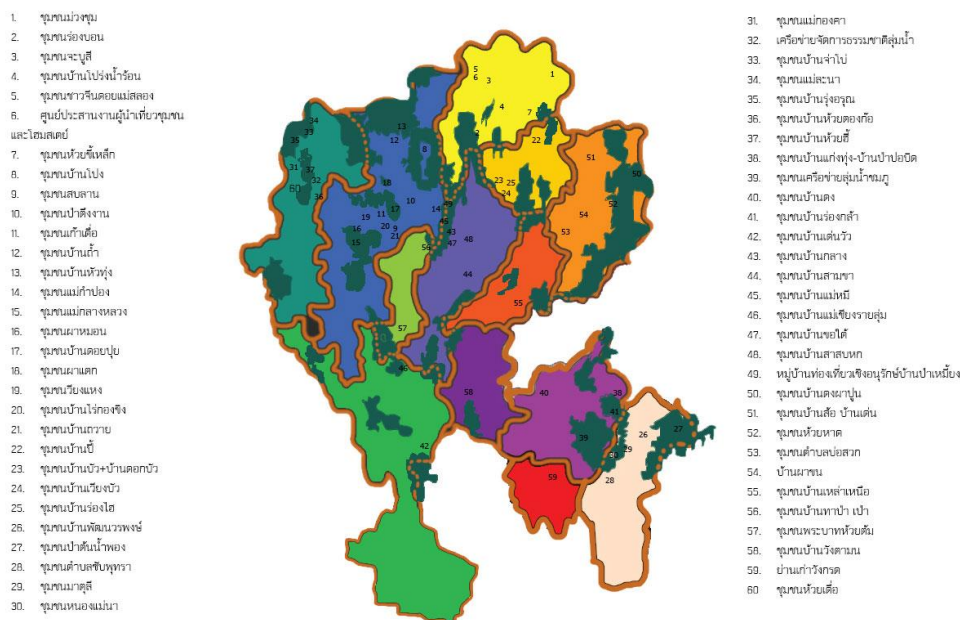 1. ชุมชนม่วงชุม
2. ชุมชนร่องบอน
3. ชุมชนจะบูสี
4. ชุมชนบ้านโป่งน้ำร้อน
5. ชุมชนชาวจีนดอยแม่สลอง
6. ศูนย์ประสานงานผู้นำเที่ยวชุมชน
และโฮมสเตย์
7. ชุมชนห้วยขี้เหล็ก
8. ชุมชนบ้านโปง
9. ชุมชนสบลาน
10. ชุมชนป่าตึงงาม
11. ชุมชนเก้าเดื่อ
12. ชุมชนบ้านถ้ำ
13. ชุมชนบ้านหัวทุ่ง
14. ชุมชนแม่กำปอง
15. ชุมชนแม่กลางหลวง
16. ชุมชนผาหมอน
17. ชุมชนบ้านดอยปุย
18. ชุมชนผาแตก
19. ชุมชนเวียงแหง
20. ชุมชนบ้านไร่กองขิง
21. ชุมชนบ้านถวาย
22. ชุมชนบ้านปี้
23. ชุมชนบ้านบัว+บ้านดอกบัว
24. ชุมชนบ้านเวียงบัว
25. ชุมชนบ้านร่องไฮ
26. ชุมชนบ้านพัฒนวรพงษ์
27. ชุมชนป่าต้นน้ำพอง
28. ชุมชนตำบลซับพุทรา
29. ชุมชนมาตุลี
30. ชุมชนหนองแม่นา
31. ชุมชนแม่กองคา
32. เครือข่ายจัดการธรรมชาติลุ่มน้ำ
33. ชุมชนบ้านจ่าโบ่
34. ชุมชนแม่ละนา
35. ชุมชนบ้านรุ่งอรุณ
36. ชุมชนบ้านห้วยตองก๊อ
37. ชุมชนบ้านห้วยฮี้
38. ชุมชนบ้านแก่งทุ่ง-บ้านป่าปอบิด
39. ชุมชนเครือข่ายลุ่มน้ำชมภู
40. ชุมชนบ้านดง
41. ชุมชนบ้านร่องกล้า
42. ชุมชนบ้านเด่นวัว
43. ชุมชนบ้านกลาง
44. ชุมชนบ้านสามขา
45. ชุมชนบ้านแม่หมี
46. ชุมชนบ้านแม่เชียงรายลุ่ม
47. ชุมชนบ้านขอใต้
48. ชุมชนบ้านสาสบหก
49. หมู่บ้านท่องเที่ยวเชิงอนุรักษ์บ้านป่าเหมี้ยง
50. ชุมชนบ้านดงผาปูน
51. ชุมชนบ้านส้อ บ้านเด่น
52. ชุมชนห้วยหาด
53. ชุมชนตำบลบ่อสวก
54. บ้านผาขน
55. ชุมชนบ้านเหล่าเหนือ
56. ชุมชนบ้านทาป่า เป๋า
57. ชุมชนพระบาทห้วยต้ม
58. ชุมชนบ้านวังตามน
59. ย่านเก่าวังกรด
60 ชุมชนห้วยเดื่อ